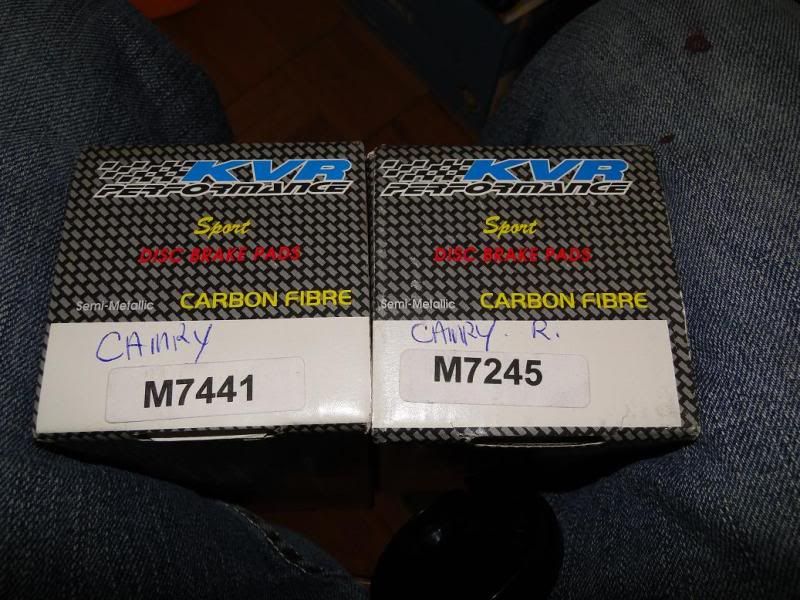 KVR
PERFORMANCE
Sport
DISC BRAKE PADS
Semi-Metallic CARBON FIBRE
CAMRY
M7441
KVR
PERFORMANCE
Sport
DISC BRAKE PADS
Semi-Metallic CARBON FIBRE
CAMRY. R.
M7245